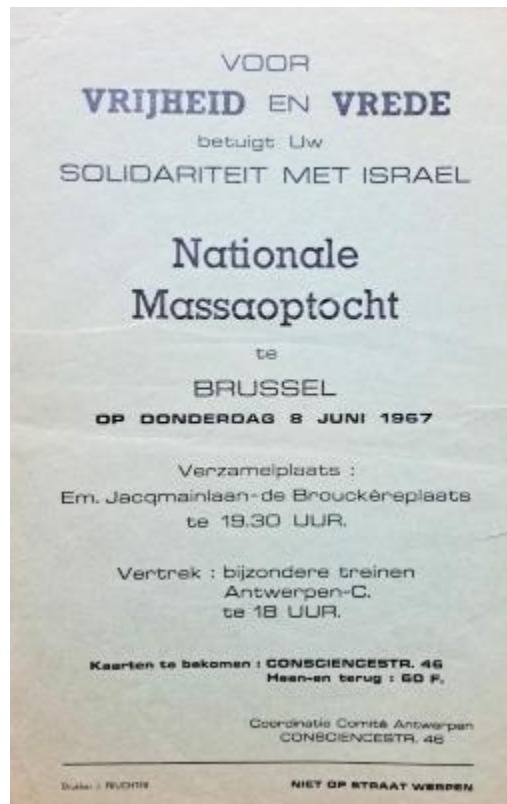 VOOR
VRIJHEID EN VREDE
betuigt Uw
SOLIDARITEIT MET ISRAEL
Nationale
Massaoptocht
te
BRUSSEL
OP DONDERDAG 8 JUNI 1967
Verzamelplaats :
Em. Jacqmainlaan-de Brouckèreplaats
te 19.30 UUR.
Vertrek : bijzondere treinen
Antwerpen-C.
te 18 UUR.
Kaarten te bekomen : CONSCIENCESTR. 46
Heen-en terug : 60 F.
Coordinatie Comité Antwerpen
CONSCIENCESTR. 46
NIET OP STRAAT WERPEN